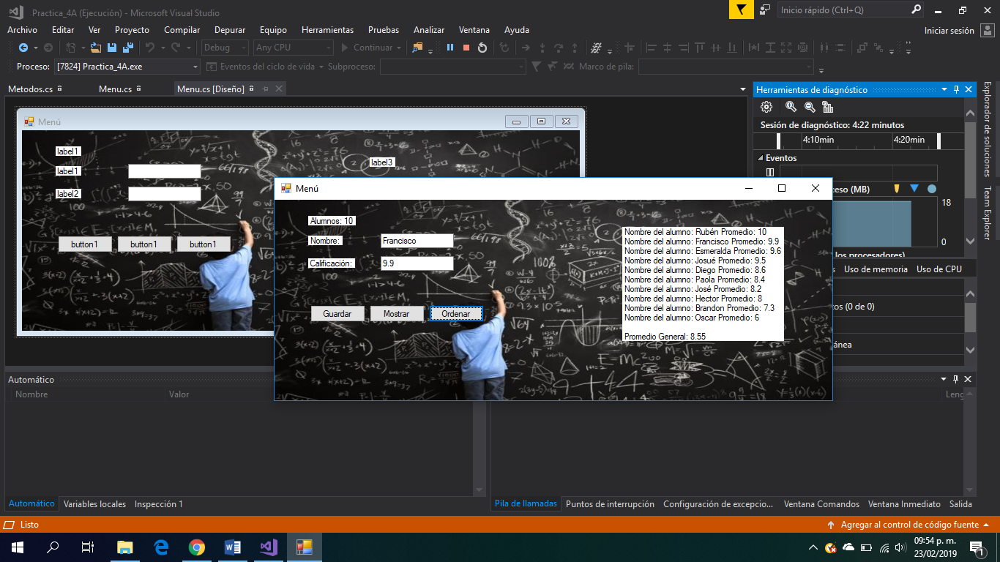 Practica_4A (Ejecución) - Microsoft Visual Studio
Inicio rápido (Ctrl+Q)
Archivo Editar Ver Proyecto Compilar Depurar Equipo Herramientas Pruebas Analizar Ventana Ayuda
Iniciar sesión
Debug Any CPU Continuar
Proceso: [7824] Practica_4A.exe Eventos del ciclo de vida Subproceso: Marco de pila:
Metodos.cs Menu.cs Menu.cs [Diseño]
Menú
label1
label1
label2
label3
button1 button1 button1
Menú
Alumnos: 10
Nombre: Francisco
Calificación: 9.9
Guardar Mostrar Ordenar
Nombre del alumno: Rubén Promedio: 10
Nombre del alumno: Francisco Promedio: 9.9
Nombre del alumno: Esmeralda Promedio: 9.6
Nombre del alumno: Josué Promedio: 9.5
Nombre del alumno: Diego Promedio: 8.6
Nombre del alumno: Paola Promedio: 8.4
Nombre del alumno: José Promedio: 8.2
Nombre del alumno: Hector Promedio: 8
Nombre del alumno: Brandon Promedio: 7.3
Nombre del alumno: Oscar Promedio: 6
Promedio General: 8.55
Herramientas de diagnóstico
Sesión de diagnóstico: 4:22 minutos
4:10min 4:20min
Eventos
ceso (MB)
18
0
los procesadores)
s Uso de memoria Uso de CPU
tos (0 de 0)
ánea
Explorador de soluciones
Team Explorer
Automático
Nombre Valor
Leng
Automático Variables locales Inspección 1
Pila de llamadas Puntos de interrupción Configuración de excepcio... Ventana Comandos Ventana Inmediato Salida
Listo
Agregar al control de código fuente
09:54 p. m.
23/02/2019
1